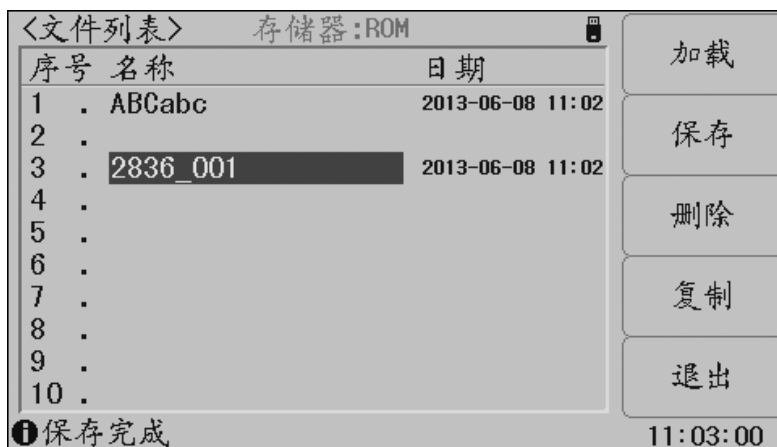 <文件列表> 存储器:ROM
序号 名称 日期
1 . ABCabc 2013-06-08 11:02
2 .
3 . 2836_001 2013-06-08 11:02
4 .
5 .
6 .
7 .
8 .
9 .
10 .
保存完成
加载
保存
删除
复制
退出
11:03:00